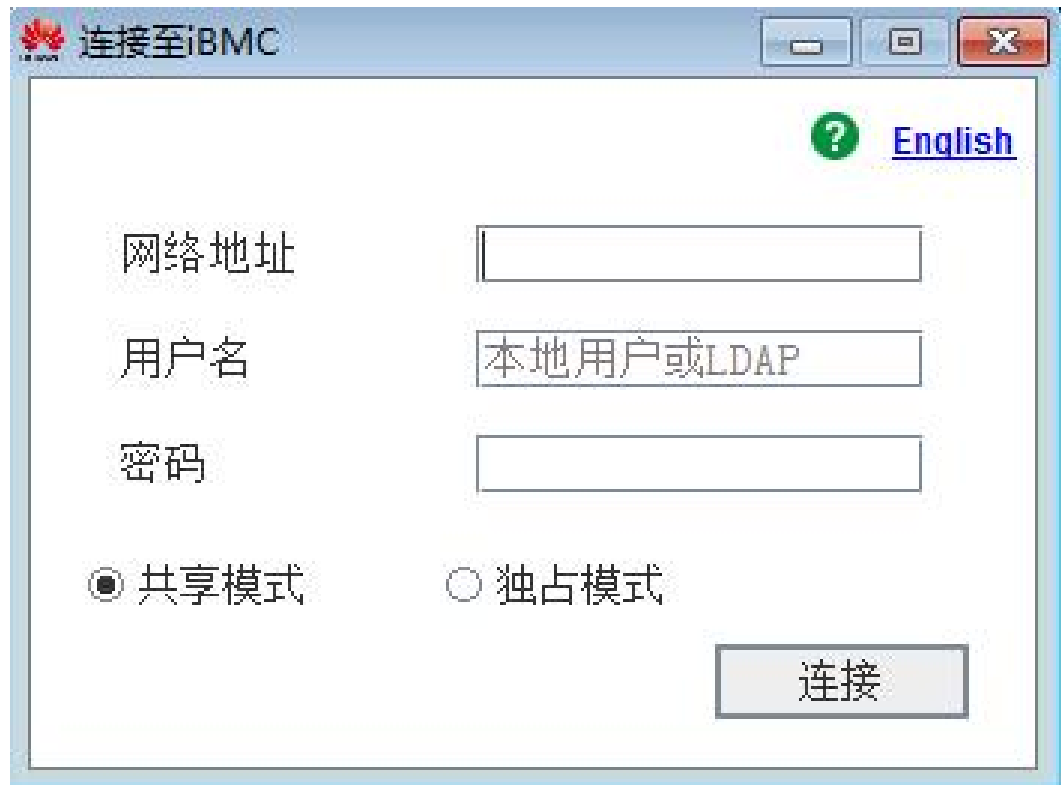 连接至iBMC
? English
网络地址
用户名 本地用户或LDAP
密码
共享模式 独占模式
连接